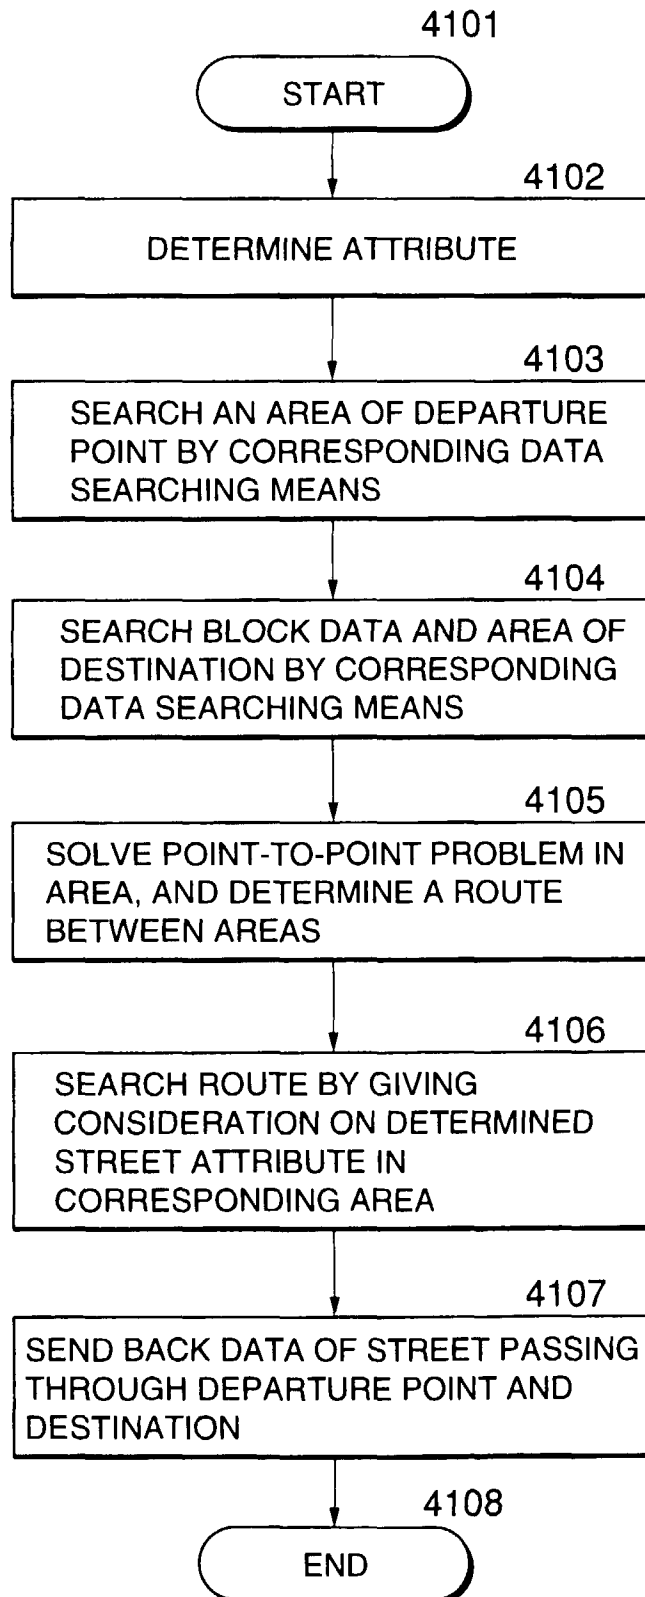 4101
START
4102
DETERMINE ATTRIBUTE
4103
SEARCH AN AREA OF DEPARTURE
POINT BY CORRESPONDING DATA
SEARCHING MEANS
4104
SEARCH BLOCK DATA AND AREA OF
DESTINATION BY CORRESPONDING
DATA SEARCHING MEANS
4105
SOLVE POINT-TO-POINT PROBLEM IN
AREA, AND DETERMINE A ROUTE
BETWEEN AREAS
4106
SEARCH ROUTE BY GIVING
CONSIDERATION ON DETERMINED
STREET ATTRIBUTE IN
CORRESPONDING AREA
4107
SEND BACK DATA OF STREET PASSING
THROUGH DEPARTURE POINT AND
DESTINATION
4108
END